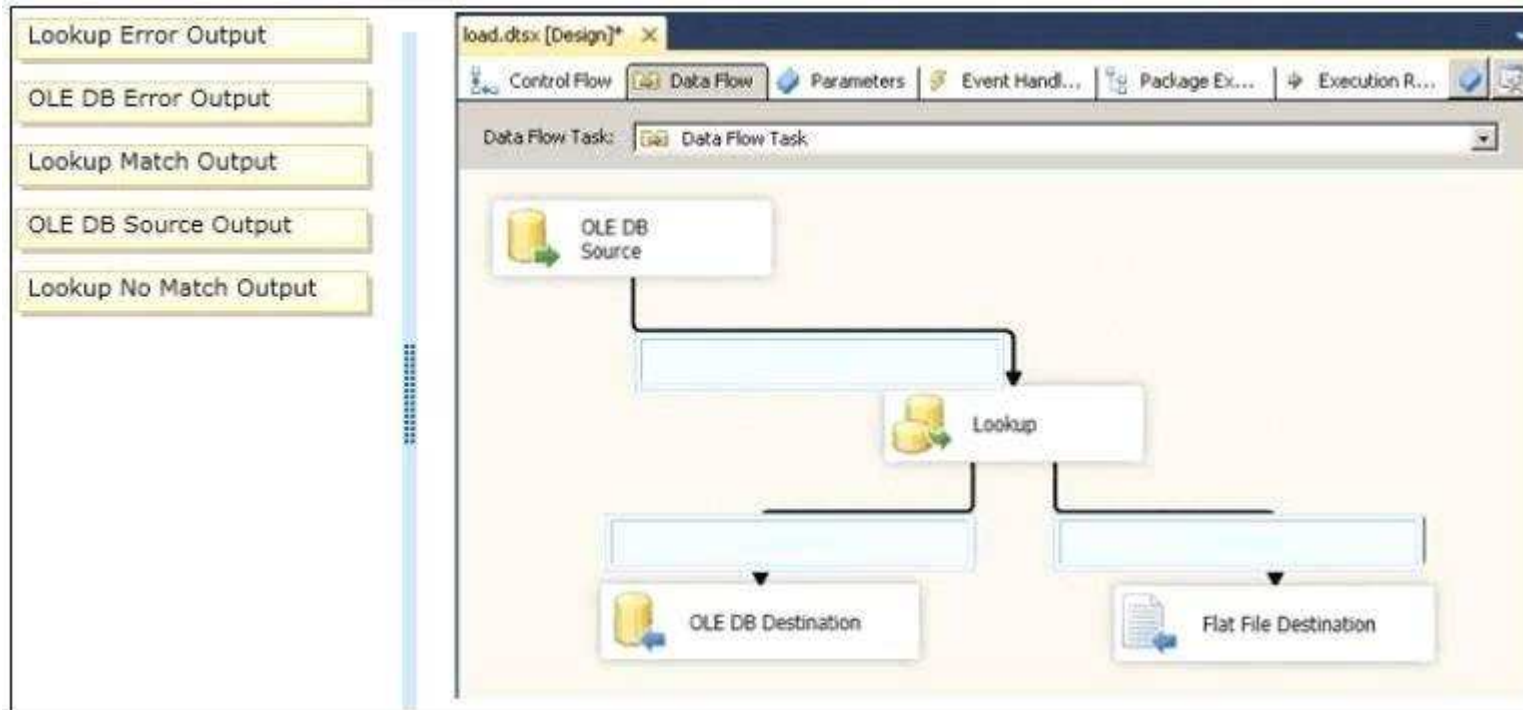 Lookup Error Output
OLE DB Error Output
Lookup Match Output
OLE DB Source Output
Lookup No Match Output
load.dtsx [Design]*
Control Flow
Data Flow
Parameters
Event Handl...
Package Ex...
Execution R...
Data Flow Task:
Data Flow Task
OLE DB
Source
Lookup
OLE DB Destination
Flat File Destination